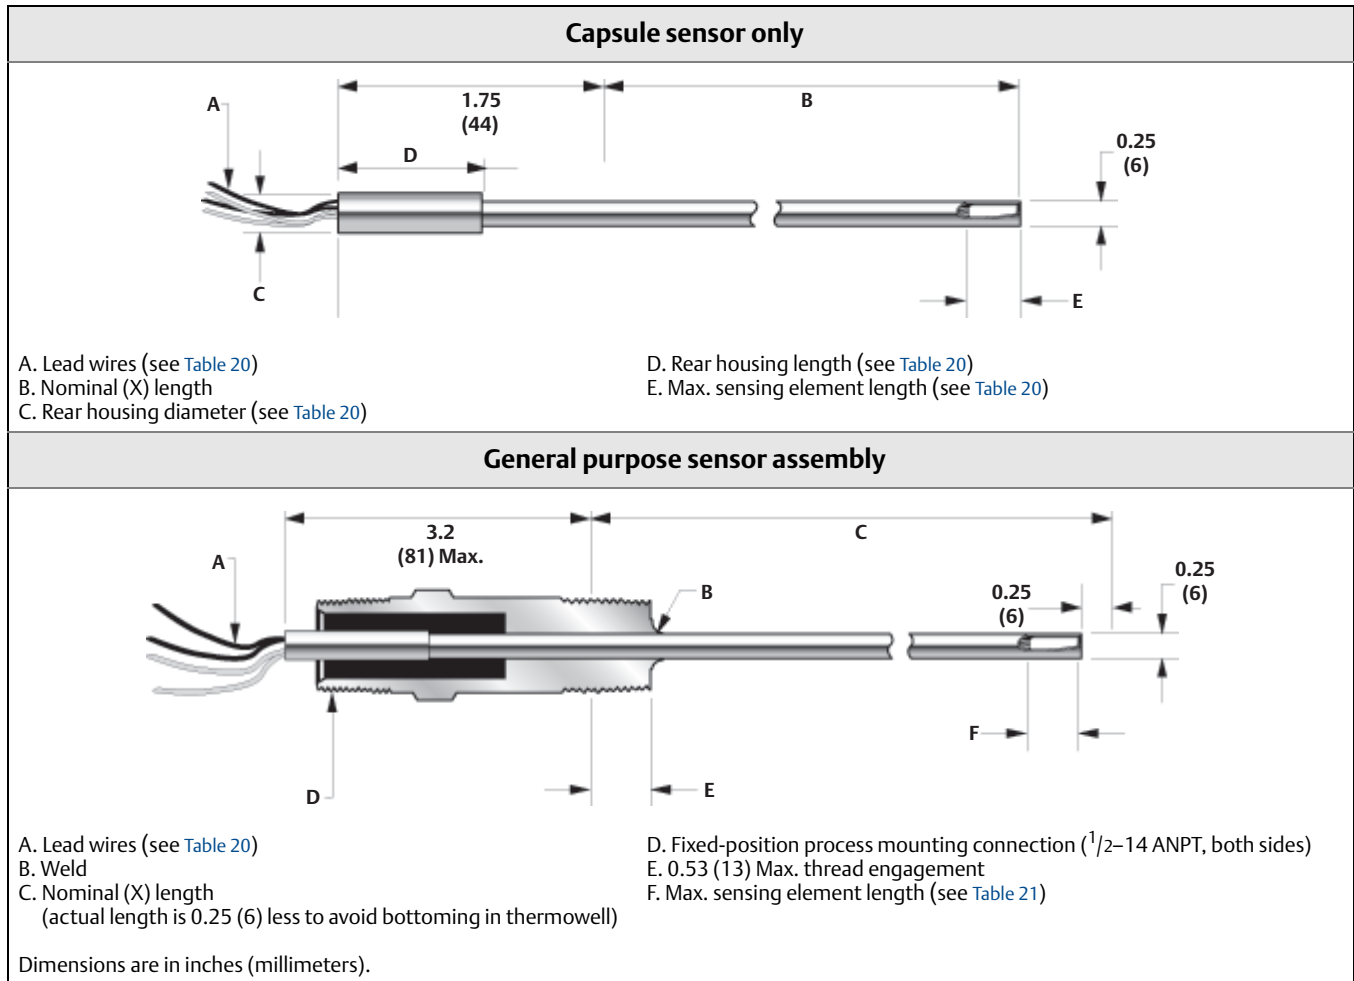 Capsule sensor only
A
1.75
(44)
B
D
0.25
(6)
C
E
A. Lead wires (see Table 20)
B. Nominal (X) length
C. Rear housing diameter (see Table 20)
D. Rear housing length (see Table 20)
E. Max. sensing element length (see Table 20)
General purpose sensor assembly
3.2
(81) Max.
C
A
B
0.25
(6)
0.25
(6)
F
D
E
A. Lead wires (see Table 20)
B. Weld
C. Nominal (X) length
(actual length is 0.25 (6) less to avoid bottoming in thermowell)
D. Fixed-position process mounting connection (1/2–14 ANPT, both sides)
E. 0.53 (13) Max. thread engagement
F. Max. sensing element length (see Table 21)
Dimensions are in inches (millimeters).